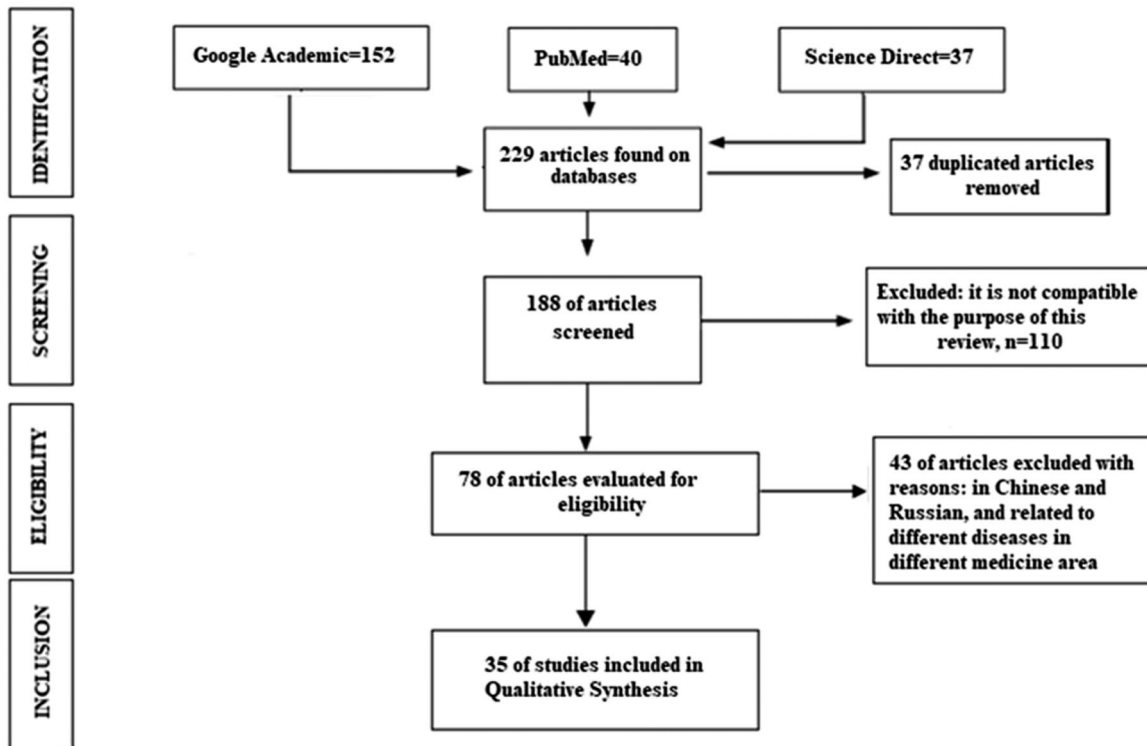 IDENTIFICATION
Google Academic=152
PubMed=40
Science Direct=37
229 articles found on
databases
37 duplicated articles
removed
SCREENING
188 of articles
screened
Excluded: it is not compatible
with the purpose of this
review, n=110
ELIGIBILITY
78 of articles evaluated for
eligibility
43 of articles excluded with
reasons: in Chinese and
Russian, and related to
different diseases in
different medicine area
INCLUSION
35 of studies included in
Qualitative Synthesis